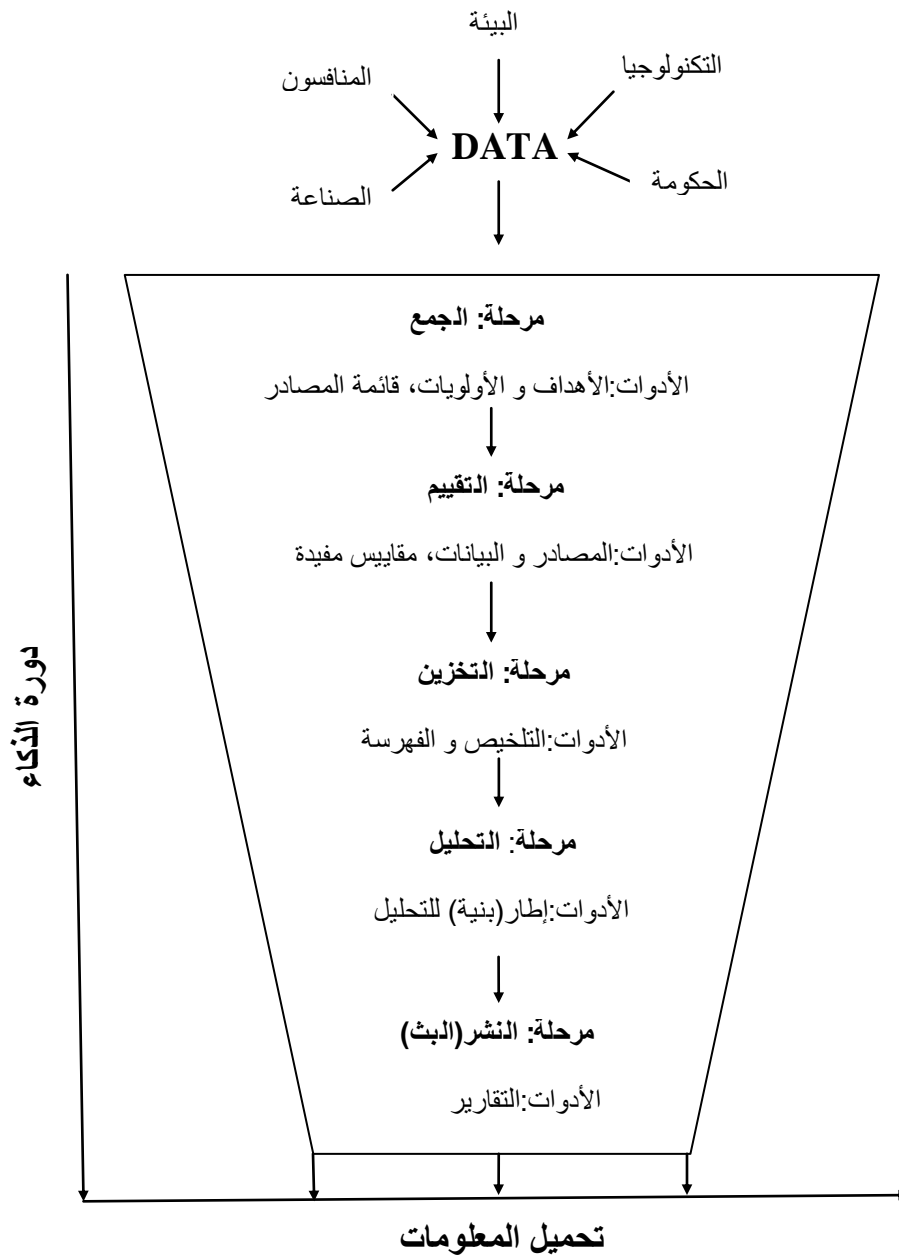 البيئة
التكنولوجيا
المنافسون
DATA
الحكومة
الصناعة
مرحلة: الجمع
الأدوات:الأهداف و الأولويات، قائمة المصادر
مرحلة: التقييم
الأدوات:المصادر و البيانات، مقاييس مفيدة
مرحلة: التخزين
الأدوات:التلخيص و الفهرسة
مرحلة: التحليل
الأدوات:إطار(بنية) للتحليل
مرحلة: النشر(البث)
الأدوات:التقارير
دورة الذكاء
تحميل المعلومات